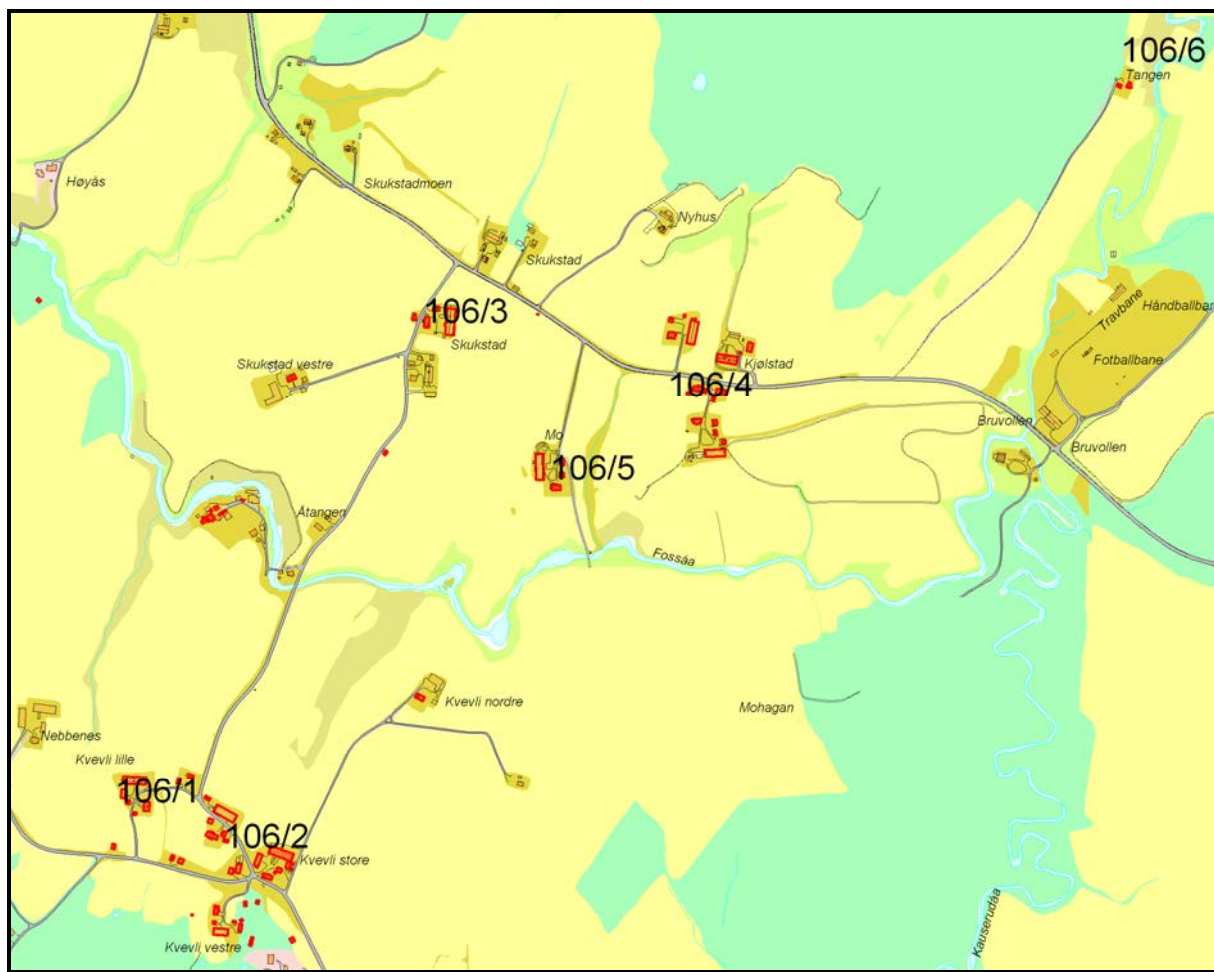 106/6
Tangen
Høyås
Skukstadmoen
Nyhus
Skukstad
Travbane
Håndballban
106/3
Skukstad
Skukstad vestre
Kjølstad
Fotballbane
106/4
Bruvollen
Bruvollen
Mo
106/5
Åtangen
Fossåa
Kvevli nordre
Mohagan
Nebbenes
Kvevli lille
106/1
106/2
Kvevli store
Kvevli vestre
Kauserudåa